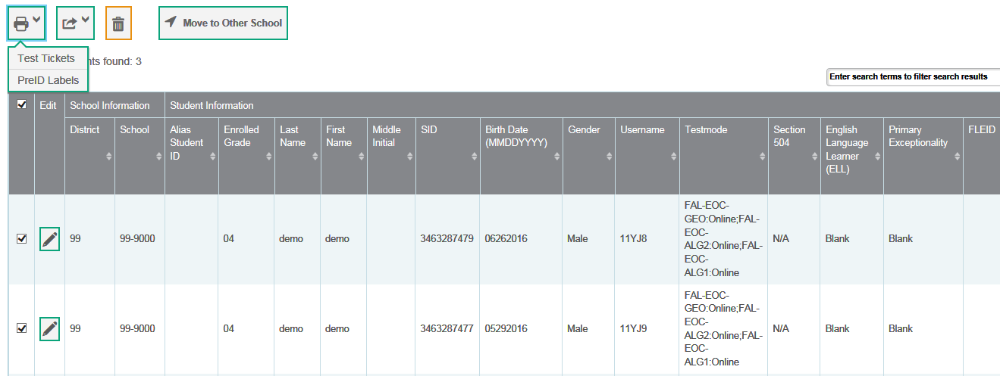 Move to Other School
Test Tickets
nts found: 3
PreID Labels
Enter search terms to filter search results
Edit
School Information
Student Information
District
School
Alias
Student
ID
Enrolled
Grade
Last
Name
First
Name
Middle
Initial
SID
Birth Date
(MMDDYYYY)
Gender
Username
Testmode
Section
504
English
Language
Learner
(ELL)
Primary
Exceptionality
FLEID
99
99-9000
04
demo
demo
3463287479
06262016
Male
11YJ8
FAL-EOC-
GEO:Online;FAL-
EOC-
ALG2:Online;FAL-
EOC-
ALG1:Online
N/A
Blank
Blank
99
99-9000
04
demo
demo
3463287477
05292016
Male
11YJ9
FAL-EOC-
GEO:Online;FAL-
EOC-
ALG2:Online;FAL-
EOC-
ALG1:Online
N/A
Blank
Blank